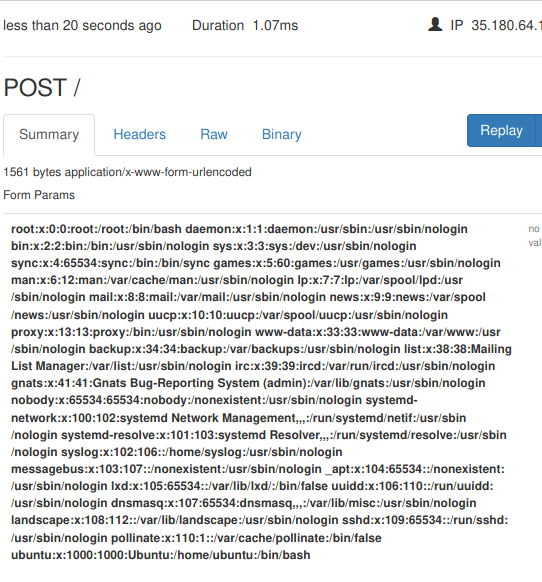 less than 20 seconds ago Duration 1.07ms IP 35.180.64.1
POST /
Summary Headers Raw Binary Replay
1561 bytes application/x-www-form-urlencoded
Form Params
root:x:0:0:root:/root:/bin/bash daemon:x:1:1:daemon:/usr/sbin:/usr/sbin/nologin no
bin:x:2:2:bin:/bin:/usr/sbin/nologin sys:x:3:3:sys:/dev:/usr/sbin/nologin val
sync:x:4:65534:sync:/bin:/bin/sync games:x:5:60:games:/usr/games:/usr/sbin/nologin
man:x:6:12:man:/var/cache/man:/usr/sbin/nologin lp:x:7:7:lp:/var/spool/lpd:/usr
/sbin/nologin mail:x:8:8:mail:/var/mail:/usr/sbin/nologin news:x:9:9:news:/var/spool
/news:/usr/sbin/nologin uucp:x:10:10:uucp:/var/spool/uucp:/usr/sbin/nologin
proxy:x:13:13:proxy:/bin:/usr/sbin/nologin www-data:x:33:33:www-data:/var/www:/usr
/sbin/nologin backup:x:34:34:backup:/var/backups:/usr/sbin/nologin list:x:38:38:Mailing
List Manager:/var/list:/usr/sbin/nologin irc:x:39:39:ircd:/var/run/ircd:/usr/sbin/nologin
gnats:x:41:41:Gnats Bug-Reporting System (admin):/var/lib/gnats:/usr/sbin/nologin
nobody:x:65534:65534:nobody:/nonexistent:/usr/sbin/nologin systemd-
network:x:100:102:systemd Network Management,,,:/run/systemd/netif:/usr/sbin
/nologin systemd-resolve:x:101:103:systemd Resolver,,,:/run/systemd/resolve:/usr/sbin
/nologin syslog:x:102:106::/home/syslog:/usr/sbin/nologin
messagebus:x:103:107::/nonexistent:/usr/sbin/nologin _apt:x:104:65534::/nonexistent:
/usr/sbin/nologin lxd:x:105:65534::/var/lib/lxd/:/bin/false uuidd:x:106:110::/run/uuidd:
/usr/sbin/nologin dnsmasq:x:107:65534:dnsmasq,,,:/var/lib/misc:/usr/sbin/nologin
landscape:x:108:112::/var/lib/landscape:/usr/sbin/nologin sshd:x:109:65534::/run/sshd:
/usr/sbin/nologin pollinate:x:110:1::/var/cache/pollinate:/bin/false
ubuntu:x:1000:1000:Ubuntu:/home/ubuntu:/bin/bash